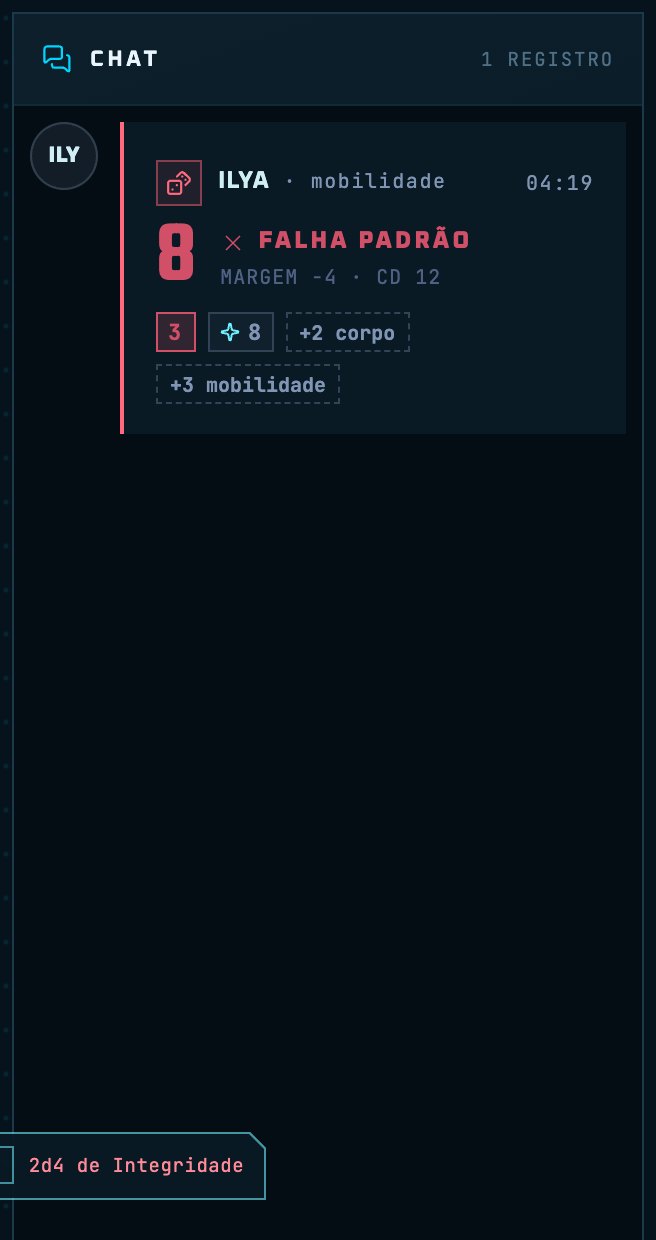 CHAT 1 REGISTRO
ILY
ILYA · mobilidade 04:19
8 × FALHA PADRÃO
MARGEM -4 · CD 12
3 8 +2 corpo
+3 mobilidade
2d4 de Integridade